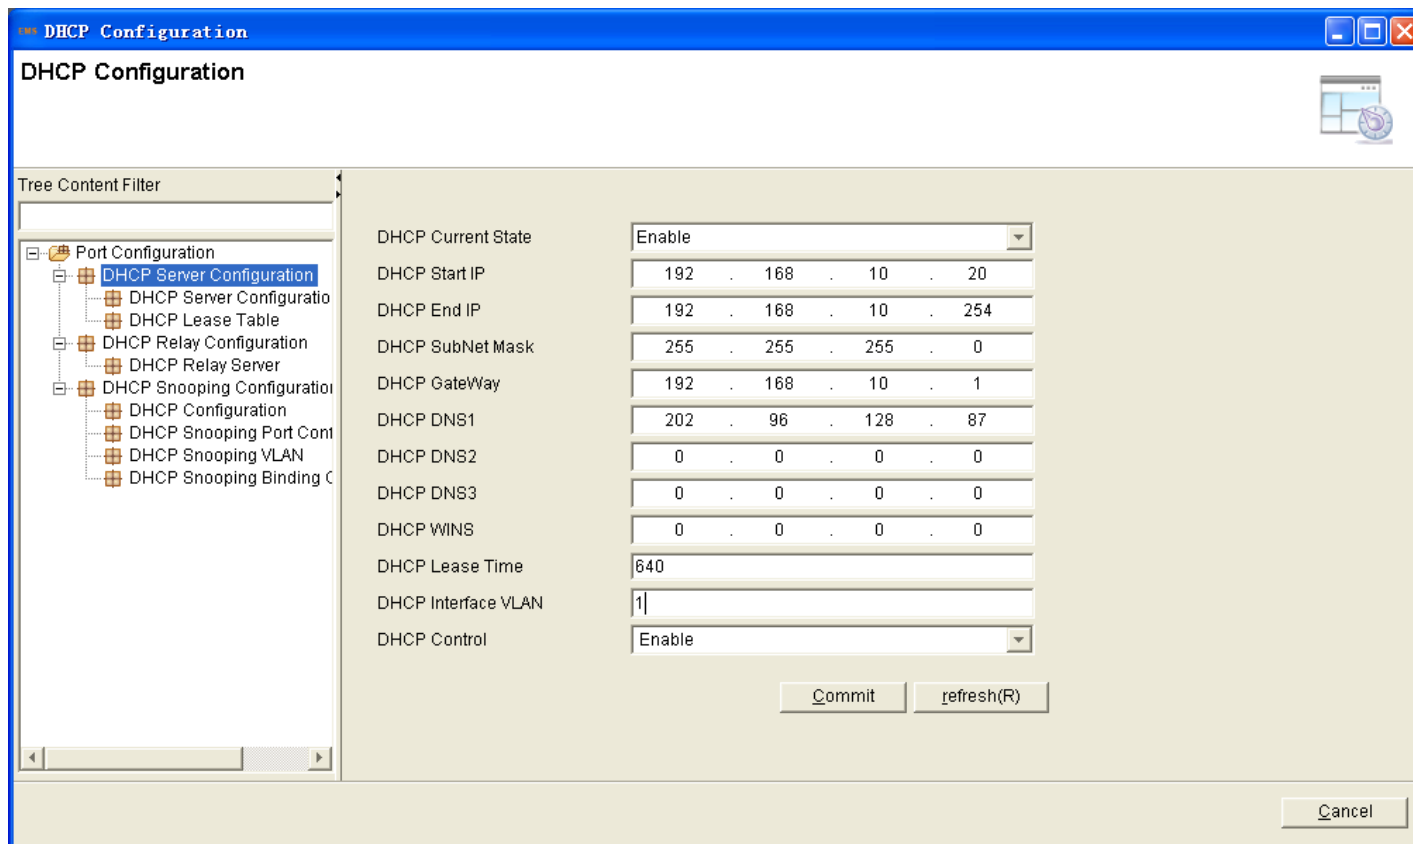 EMS DHCP Configuration
DHCP Configuration
Tree Content Filter
Port Configuration
DHCP Server Configuration
DHCP Server Configuratio
DHCP Lease Table
DHCP Relay Configuration
DHCP Relay Server
DHCP Snooping Configuration
DHCP Configuration
DHCP Snooping Port Cont
DHCP Snooping VLAN
DHCP Snooping Binding C
DHCP Current State Enable
DHCP Start IP 192 . 168 . 10 . 20
DHCP End IP 192 . 168 . 10 . 254
DHCP SubNet Mask 255 . 255 . 255 . 0
DHCP GateWay 192 . 168 . 10 . 1
DHCP DNS1 202 . 96 . 128 . 87
DHCP DNS2 0 . 0 . 0 . 0
DHCP DNS3 0 . 0 . 0 . 0
DHCP WINS 0 . 0 . 0 . 0
DHCP Lease Time 640
DHCP Interface VLAN 1
DHCP Control Enable
Commit refresh(R)
Cancel